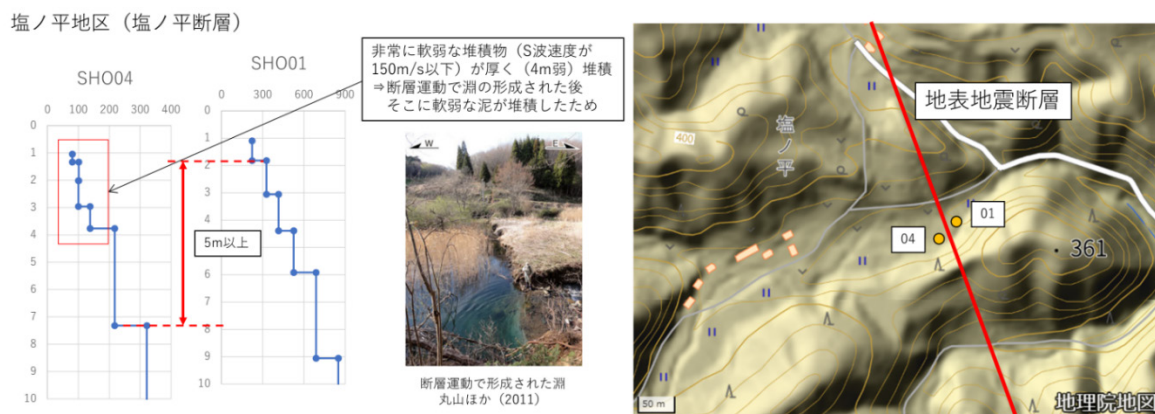 塩ノ平地区（塩ノ平断層）
SHO04
0 100 200 300 400
0
1
2
3
4
5
6
7
8
9
10
5m以上
SHO01
0 300 600 900
0
1
2
3
4
5
6
7
8
9
10
非常に軟弱な堆積物（S波速度が
150m/s以下）が厚く（4m弱）堆積
⇒断層運動で淵の形成された後
そこに軟弱な泥が堆積したため
W
E
断層運動で形成された淵
丸山ほか（2011）
地表地震断層
400
塩ノ平
01
04
361
50 m
地理院地図